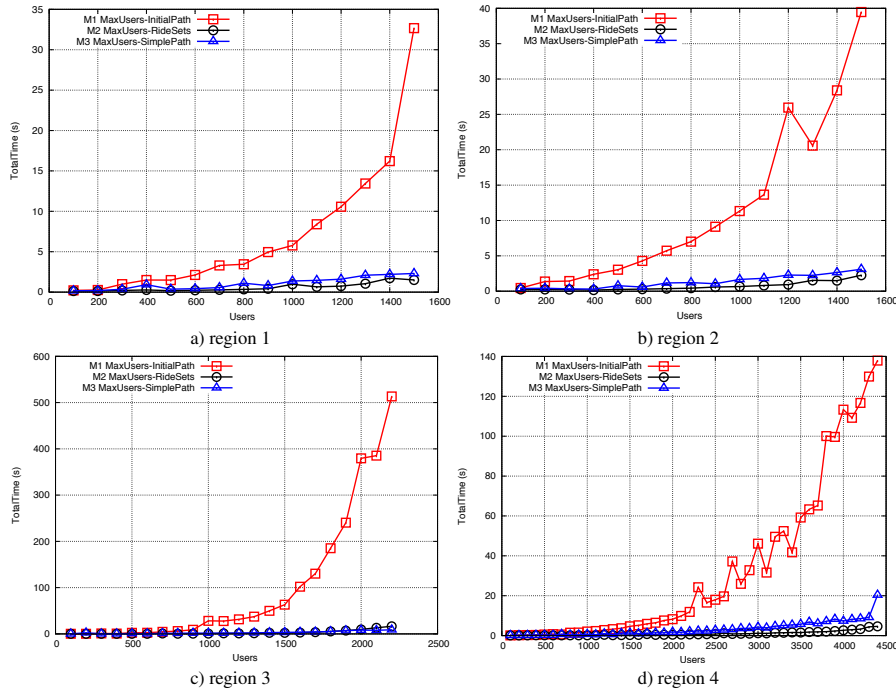 M1 MaxUsers-InitialPath
M2 MaxUsers-RideSets
M3 MaxUsers-SimplePath
35
30
25
20
15
10
5
0
TotalTime (s)
0 200 400 600 800 1000 1200 1400 1600
Users
a) region 1
M1 MaxUsers-InitialPath
M2 MaxUsers-RideSets
M3 MaxUsers-SimplePath
40
35
30
25
20
15
10
5
0
TotalTime (s)
0 200 400 600 800 1000 1200 1400 1600
Users
b) region 2
M1 MaxUsers-InitialPath
M2 MaxUsers-RideSets
M3 MaxUsers-SimplePath
600
500
400
300
200
100
0
TotalTime (s)
0 500 1000 1500 2000 2500
Users
c) region 3
M1 MaxUsers-InitialPath
M2 MaxUsers-RideSets
M3 MaxUsers-SimplePath
140
120
100
80
60
40
20
0
TotalTime (s)
0 500 1000 1500 2000 2500 3000 3500 4000 4500
Users
d) region 4